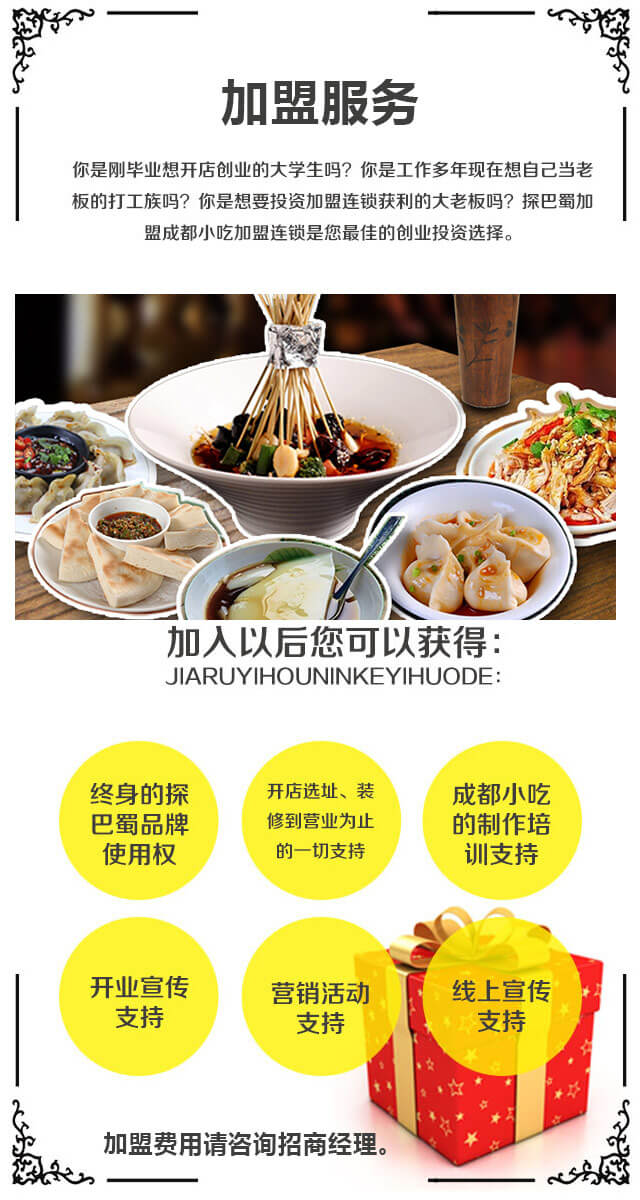 加盟服务
你是刚毕业想开店创业的大学生吗？你是工作多年现在想自己当老
板的打工族吗？你是想要投资加盟连锁获利的大老板吗？探巴蜀加
盟成都小吃加盟连锁是您最佳的创业投资选择。
加入以后您可以获得：
JIARUYIHOUNINKEYIHUODE：
终身的探
巴蜀品牌
使用权
开店选址、装
修到营业为止
的一切支持
成都小吃
的制作培
训支持
开业宣传
支持
营销活动
支持
线上宣传
支持
加盟费用请咨询招商经理。